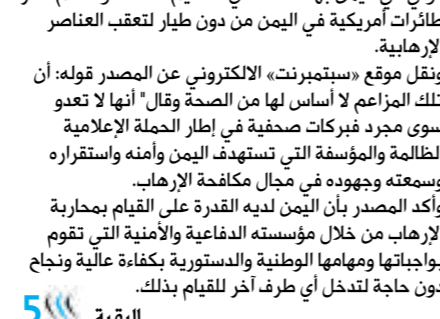 طائرات أمريكية في اليمن من دون طيار لتعقب العناصر
الإرهابية.
ونقل موقع «سبتمبرنت» الالكتروني عن المصدر قوله: أن
تلك المزاعم لا أساس لها من الصحة وقال" أنها لا تعدو
سوى مجرد فبركات صحفية في إطار الحملة الإعلامية
الظالمة والمؤسفة التي تستهدف اليمن وأمنه واستقراره
وسمعته وجهوده في مجال مكافحة الإرهاب.
وأكد المصدر بأن اليمن لديه القدرة على القيام بمحاربة
الإرهاب من خلال مؤسسته الدفاعية والأمنية التي تقوم
بواجباتها ومهامها الوطنية والدستورية بكفاءة عالية ونجاح
دون حاجة لتدخل أي طرف آخر للقيام بذلك.
البقية 5